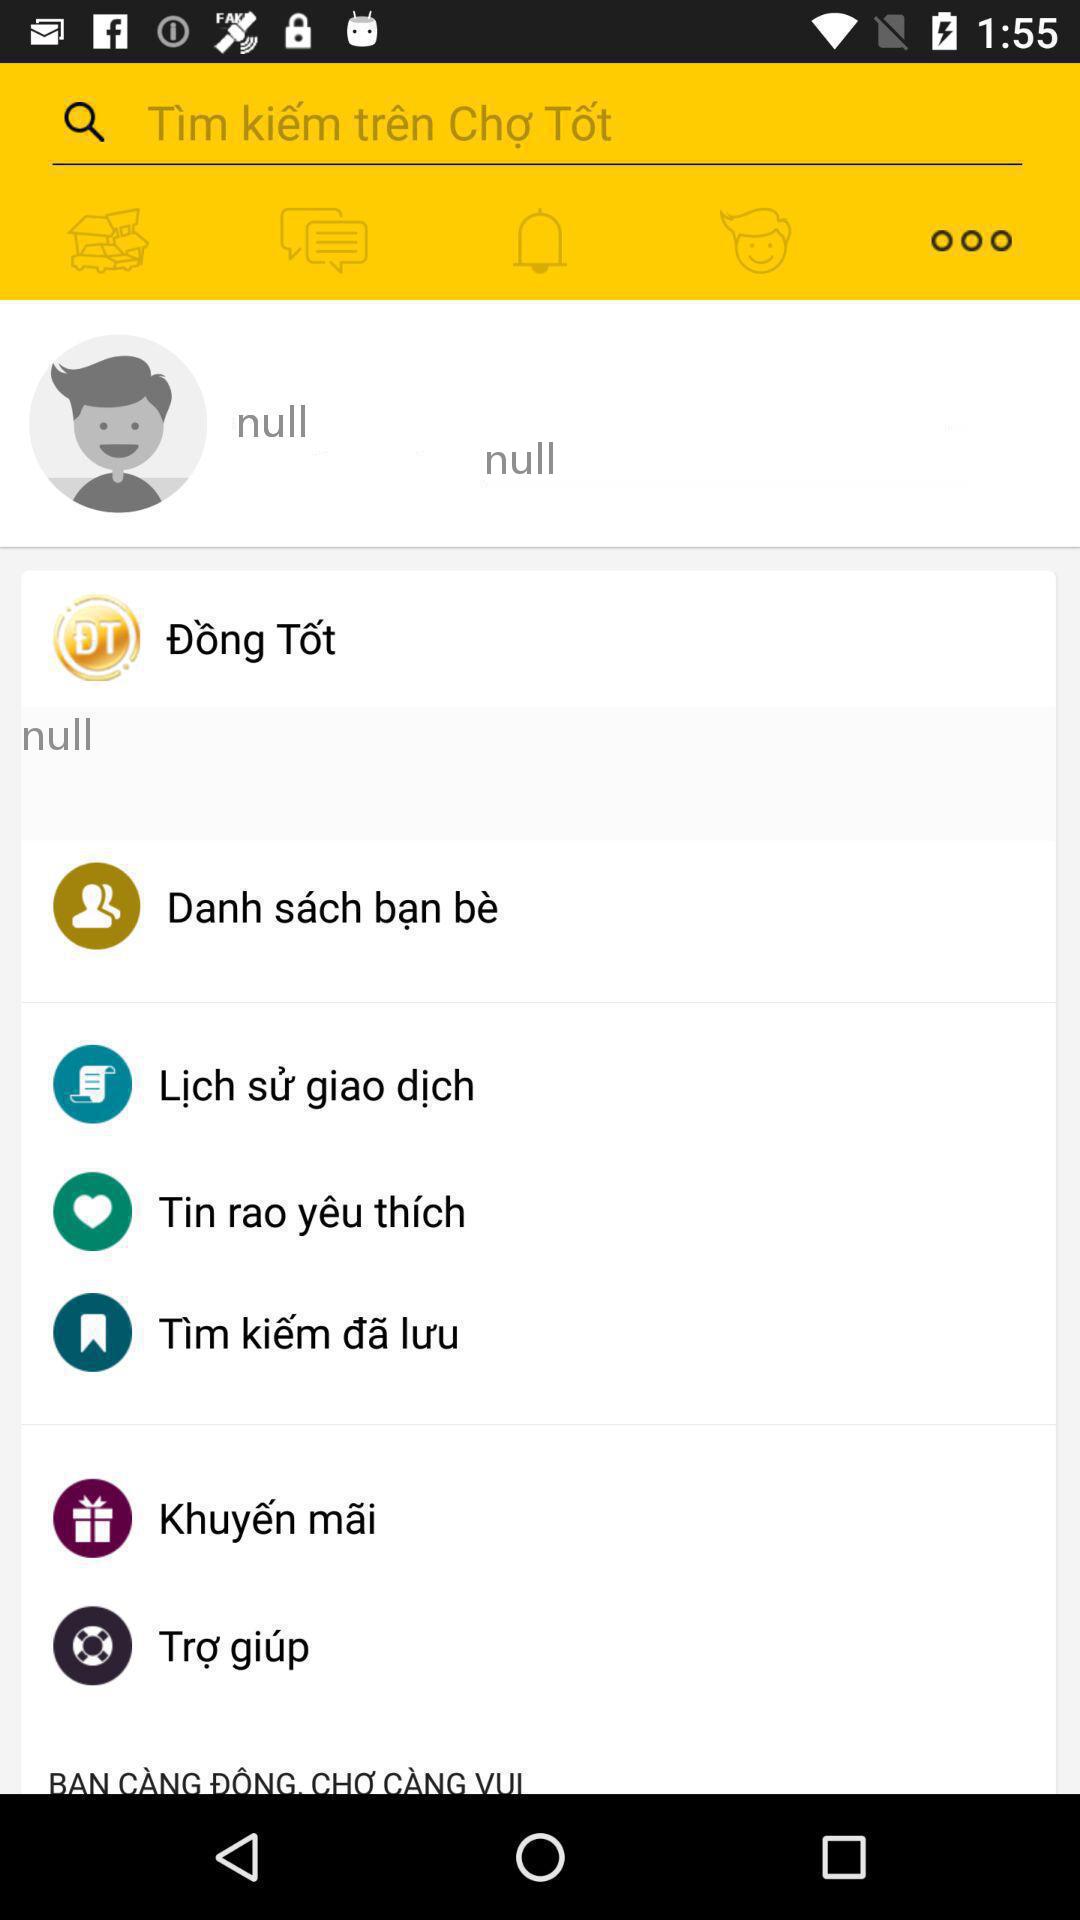 FAKE
1:55
Tìm kiếm trên Chợ Tốt
null
null
ĐT
Đồng Tốt
null
Danh sách bạn bè
Lịch sử giao dịch
Tin rao yêu thích
Tìm kiếm đã lưu
Khuyến mãi
Trợ giúp
BẠN CÀNG ĐÔNG, CHỢ CÀNG VUI